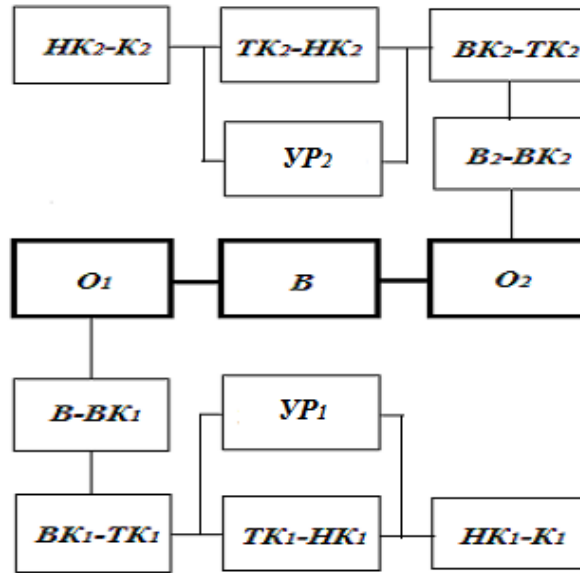 НК₂-К₂ ТК₂-НК₂ ВК₂-ТК₂
УР₂ В₂-ВК₂
О₁ В О₂
В-ВК₁ УР₁
ВК₁-ТК₁ ТК₁-НК₁ НК₁-К₁